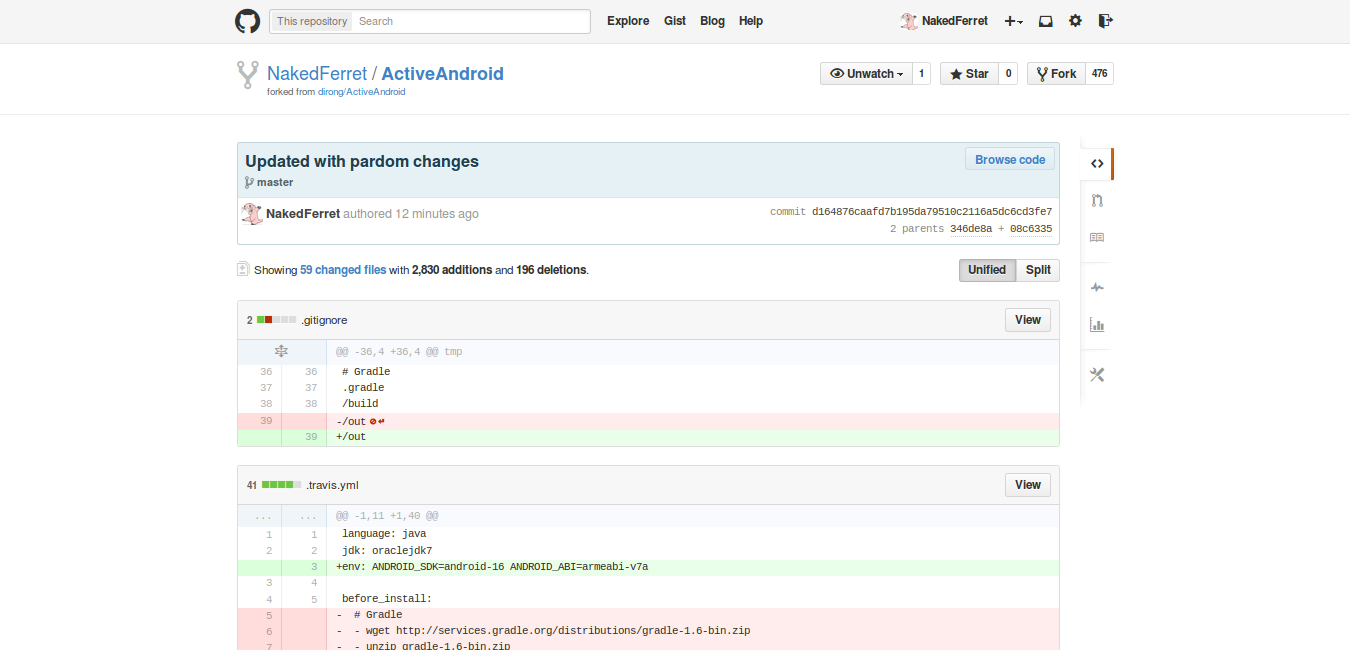 This repository Search Explore Gist Blog Help NakedFerret
NakedFerret / ActiveAndroid Unwatch 1 Star 0 Fork 476
forked from dirong/ActiveAndroid
Updated with pardom changes Browse code
master
NakedFerret authored 12 minutes ago commit d164876caafd7b195da79510c2116a5dc6cd3fe7
2 parents 346de8a + 08c6335
Showing 59 changed files with 2,830 additions and 196 deletions. Unified Split
2 .gitignore View
@@ -36,4 +36,4 @@ tmp
36 36 # Gradle
37 37 .gradle
38 38 /build
39 -/out
39 +/out
41 .travis.yml View
... ... @@ -1,11 +1,40 @@
1 1 language: java
2 2 jdk: oraclejdk7
3 +env: ANDROID_SDK=android-16 ANDROID_ABI=armeabi-v7a
3 4
4 5 before_install:
5 - # Gradle
6 - - wget http://services.gradle.org/distributions/gradle-1.6-bin.zip
7 - - unzip gradle-1.6-bin.zip